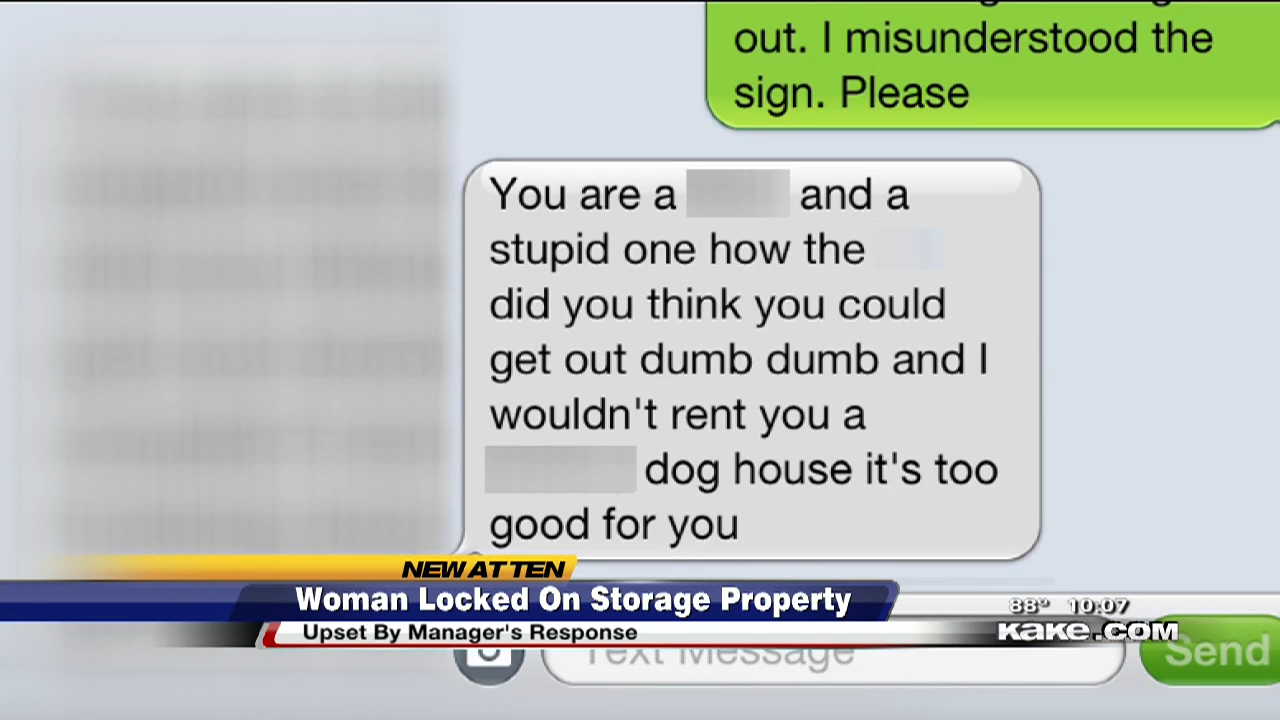 out. I misunderstood the
sign. Please
You are a and a
stupid one how the
did you think you could
get out dumb dumb and I
wouldn't rent you a
dog house it's too
good for you
NEW AT TEN
Woman Locked On Storage Property
88° 10:07
Upset By Manager's Response
KAKE.COM
Text Message
Send